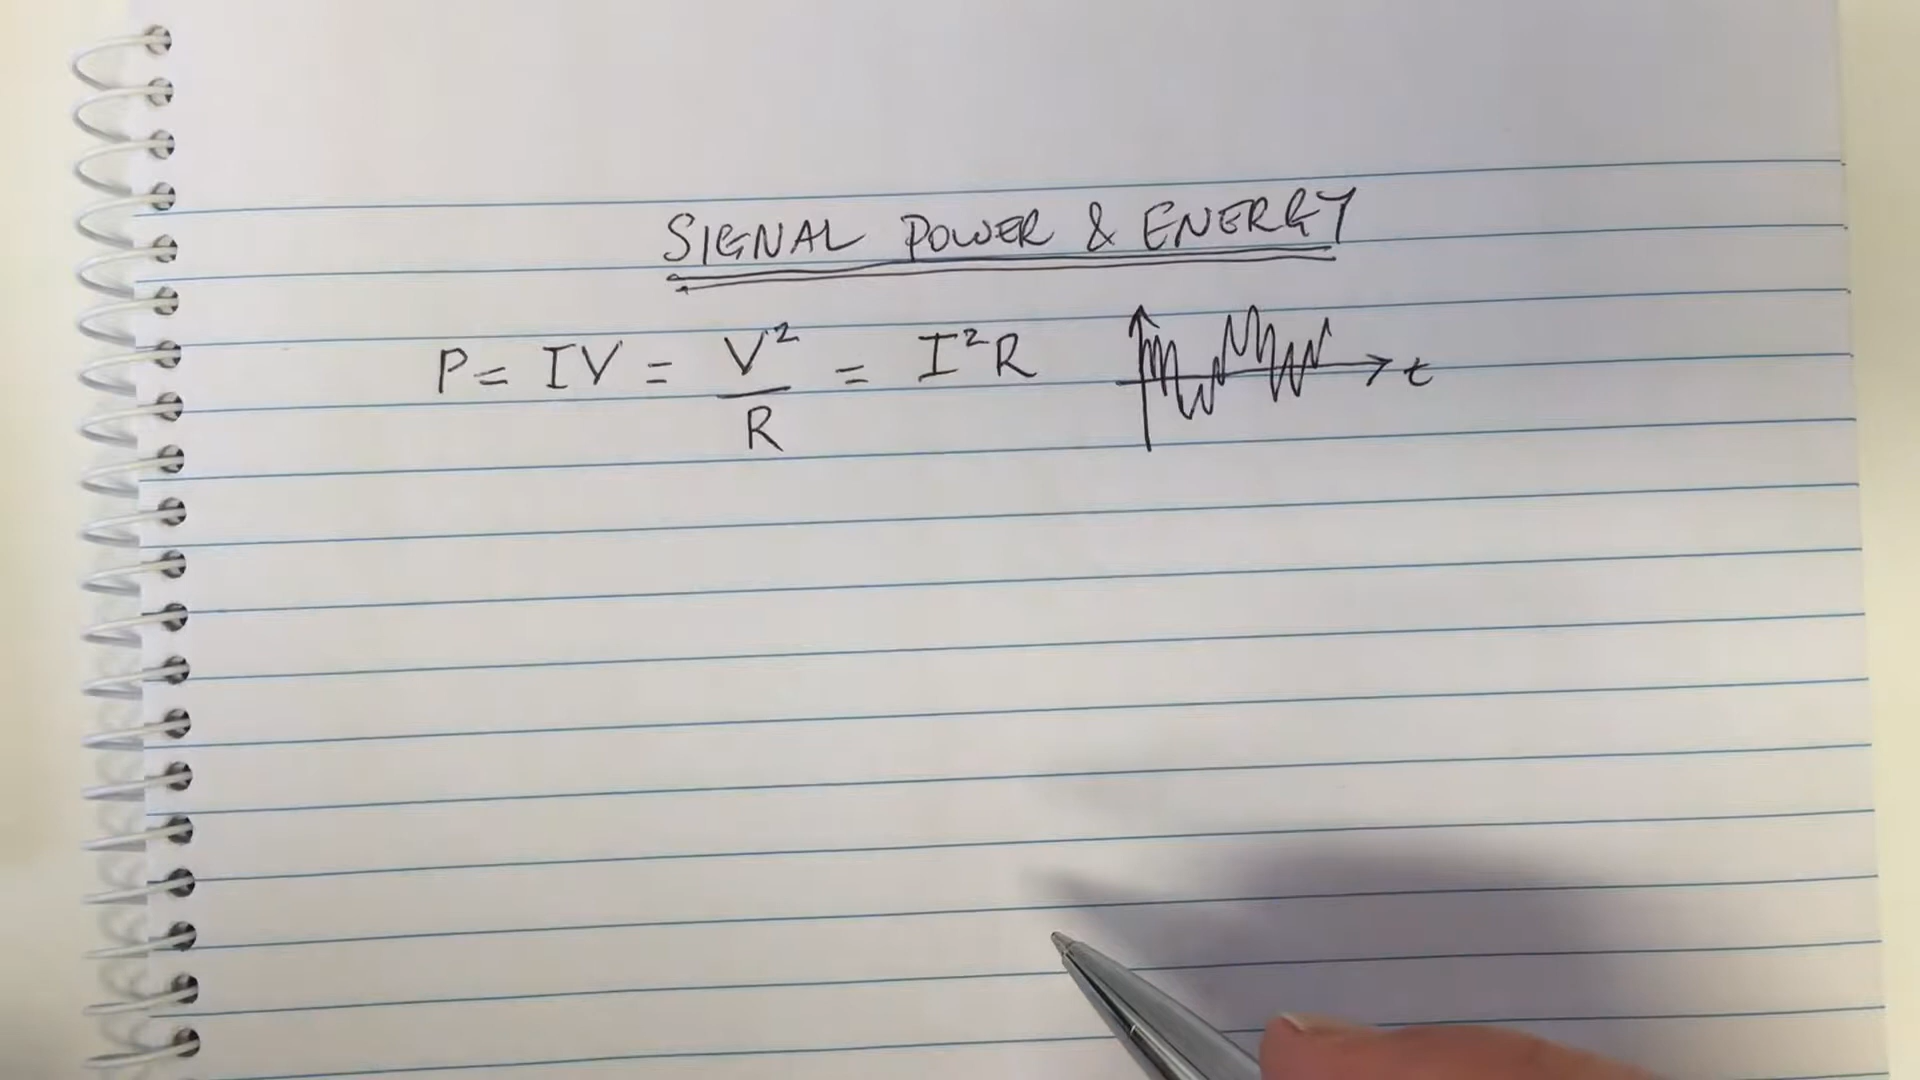 SIGNAL POWER & ENERGY
P = IV = V²/R = I²R t